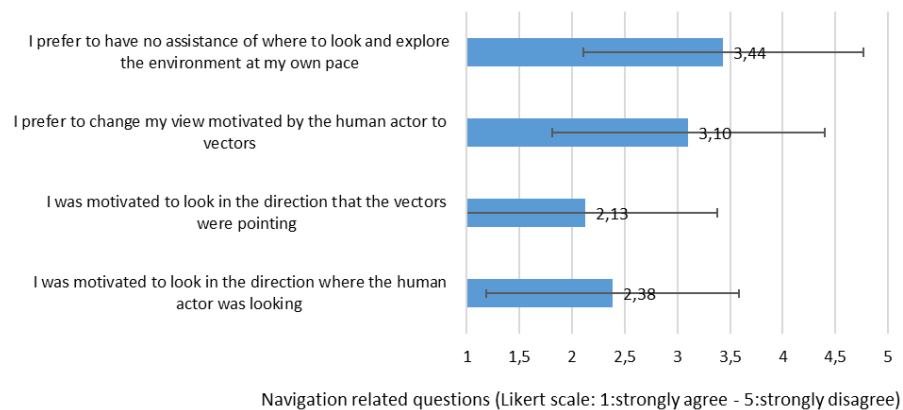 I prefer to have no assistance of where to look and explore
the environment at my own pace
3,44
I prefer to change my view motivated by the human actor to
vectors
3,10
I was motivated to look in the direction that the vectors
were pointing
2,13
I was motivated to look in the direction where the human
actor was looking
2,38
1 1,5 2 2,5 3 3,5 4 4,5 5
Navigation related questions (Likert scale: 1:strongly agree - 5:strongly disagree)